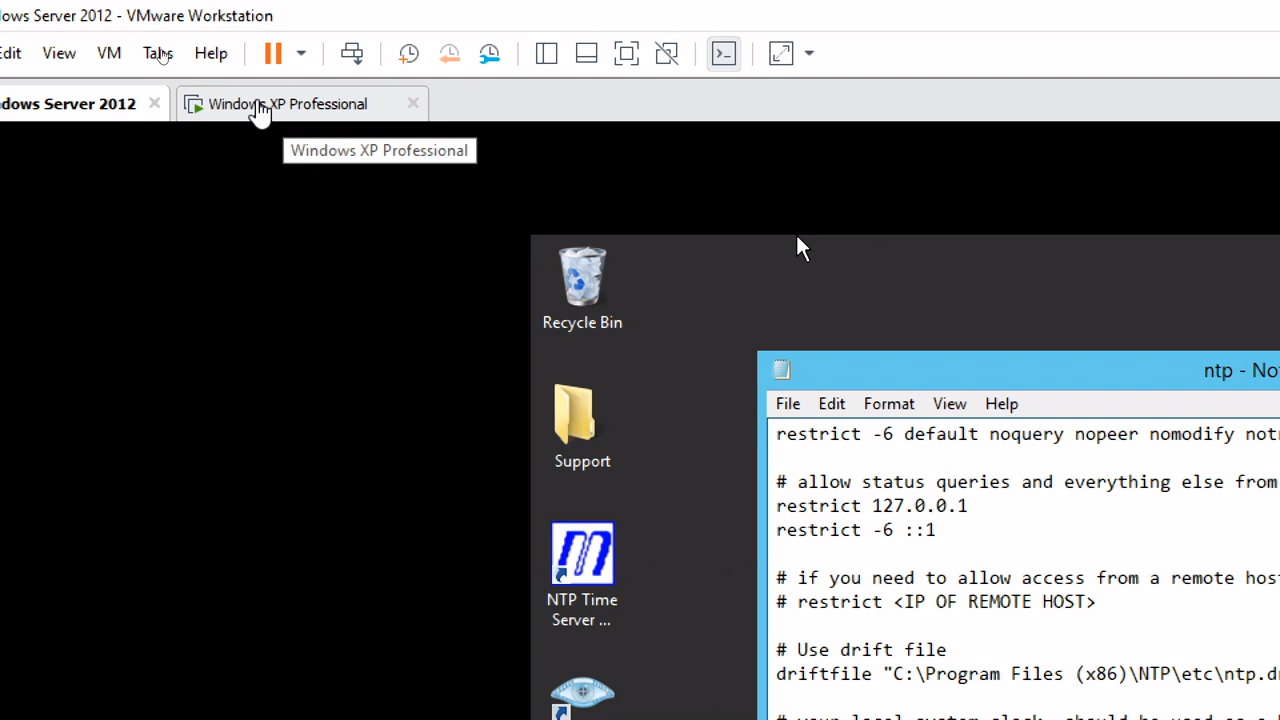 ows Server 2012 - VMware Workstation
Edit View VM Tabs Help
dows Server 2012
Windows XP Professional
Windows XP Professional
Recycle Bin
ntp - No
File Edit Format View Help
restrict -6 default noquery nopeer nomodify not
Support
# allow status queries and everything else from
restrict 127.0.0.1
restrict -6 ::1
NTP Time
Server ...
# if you need to allow access from a remote hos
# restrict <IP OF REMOTE HOST>
# Use drift file
driftfile "C:\Program Files (x86)\NTP\etc\ntp.d